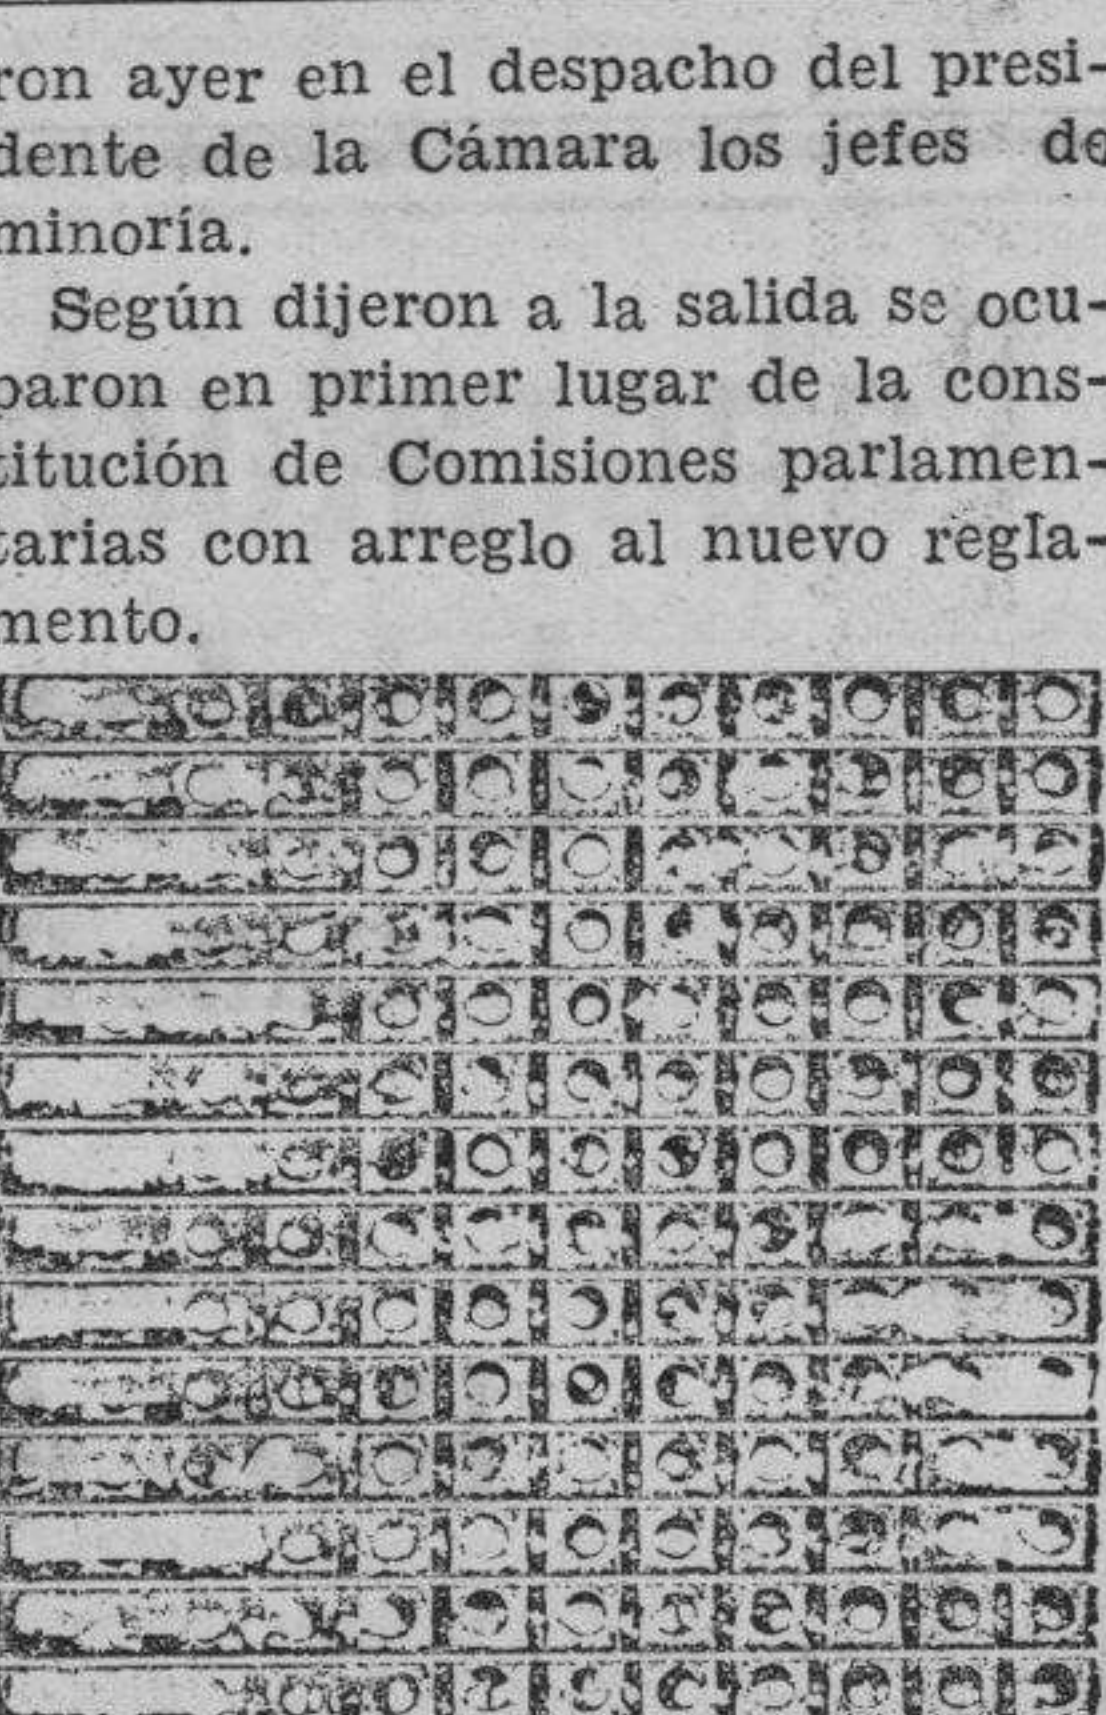 ron ayer en el despacho del presi-
dente de la Cámara los jefes de
minoría.
Según dijeron a la salida se ocu-
paron en primer lugar de la cons-
titución de Comisiones parlamen-
tarias con arreglo al nuevo regla-
mento.